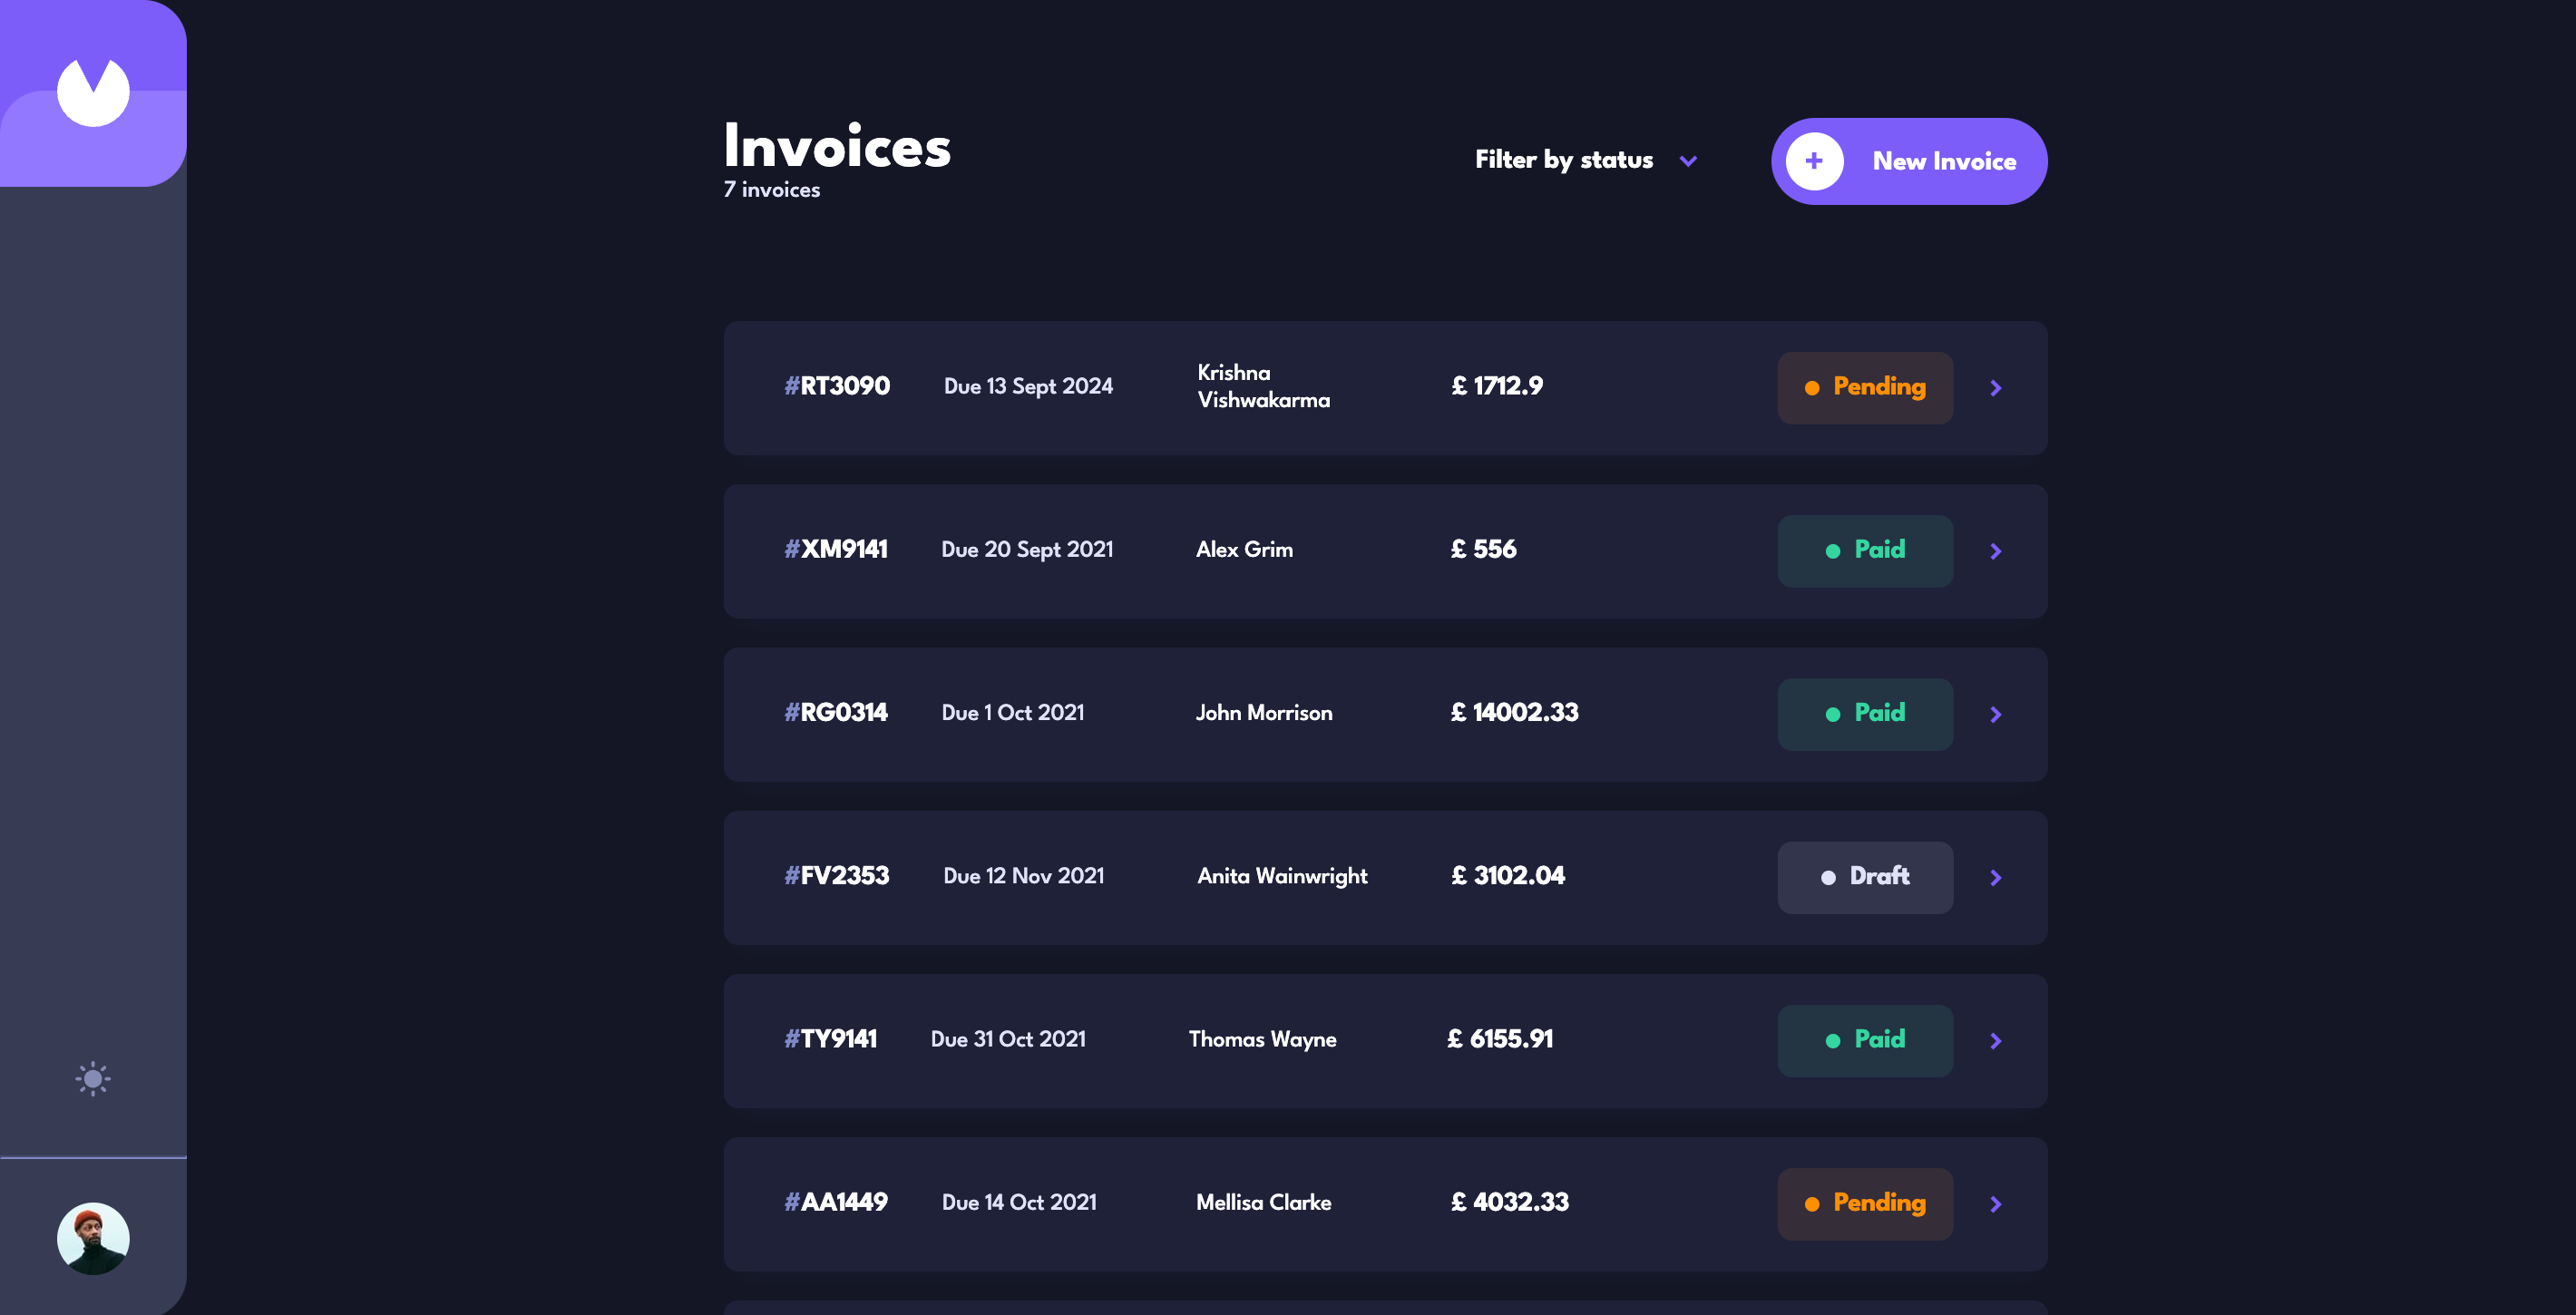 Invoices
7 invoices
Filter by status
+ New Invoice
#RT3090 Due 13 Sept 2024 Krishna Vishwakarma £ 1712.9 Pending
#XM9141 Due 20 Sept 2021 Alex Grim £ 556 Paid
#RG0314 Due 1 Oct 2021 John Morrison £ 14002.33 Paid
#FV2353 Due 12 Nov 2021 Anita Wainwright £ 3102.04 Draft
#TY9141 Due 31 Oct 2021 Thomas Wayne £ 6155.91 Paid
#AA1449 Due 14 Oct 2021 Mellisa Clarke £ 4032.33 Pending